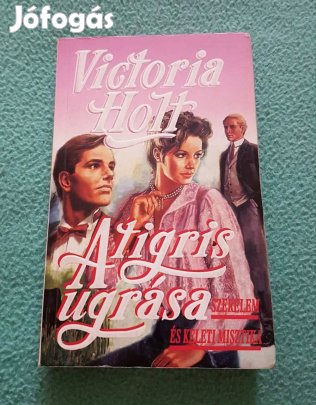 Jófogás
Victoria
Holt
A tigris
ugrása
SZERELEM
ÉS KELETI MISZTIKA